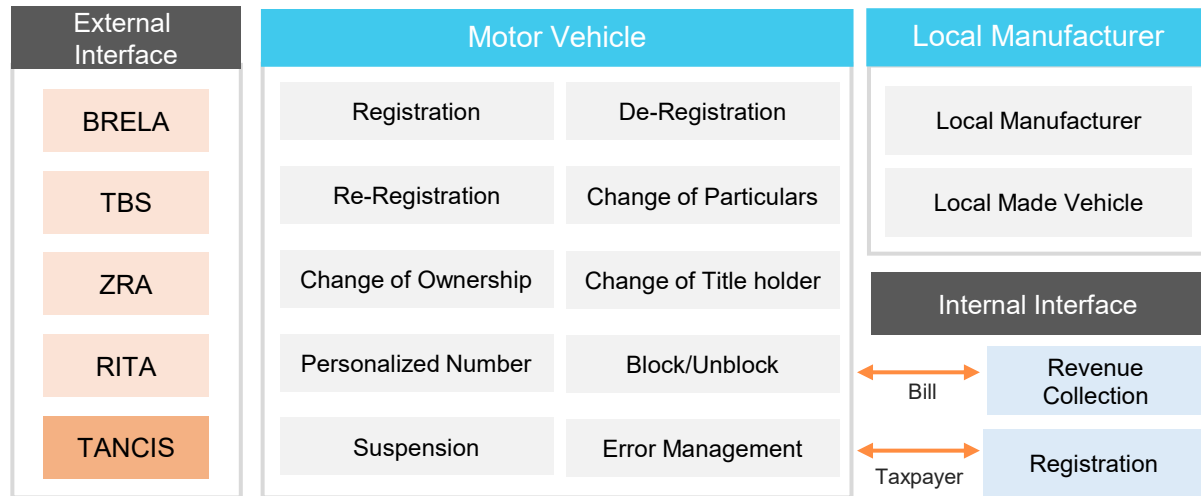 External
Interface
BRELA
TBS
ZRA
RITA
TANCIS
Motor Vehicle
Registration
De-Registration
Re-Registration
Change of Particulars
Change of Ownership
Change of Title holder
Personalized Number
Block/Unblock
Suspension
Error Management
Local Manufacturer
Local Manufacturer
Local Made Vehicle
Internal Interface
Bill
Revenue
Collection
Taxpayer
Registration